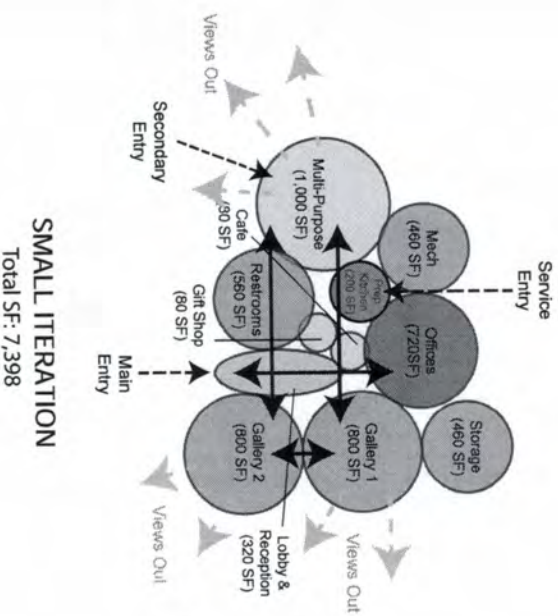 Service
Entry
Mech
(460 SF)
Offices
(720SF)
Storage
(460 SF)
Prep
Kitchen
(200 SF)
Multi-Purpose
(1,000 SF)
Cafe
(80 SF)
Restrooms
(560 SF)
Gift Shop
(80 SF)
Gallery 1
(800 SF)
Gallery 2
(800 SF)
Lobby &
Reception
(320 SF)
Views Out
Secondary
Entry
Main
Entry
Views Out
Views Out
SMALL ITERATION
Total SF: 7,398